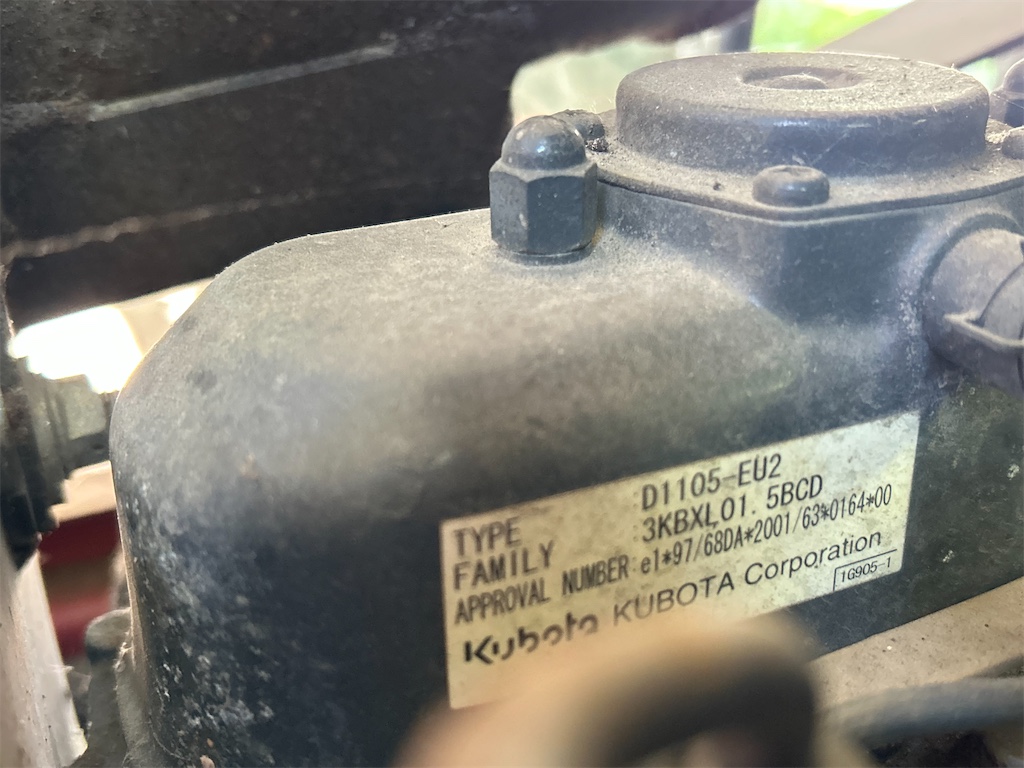 TYPE D1105-EU2
FAMILY 3KBXL01.5BCD
APPROVAL NUMBER:e1*97/68DA*2001/63*0164*00
Kubota KUBOTA Corporation
1G905-1